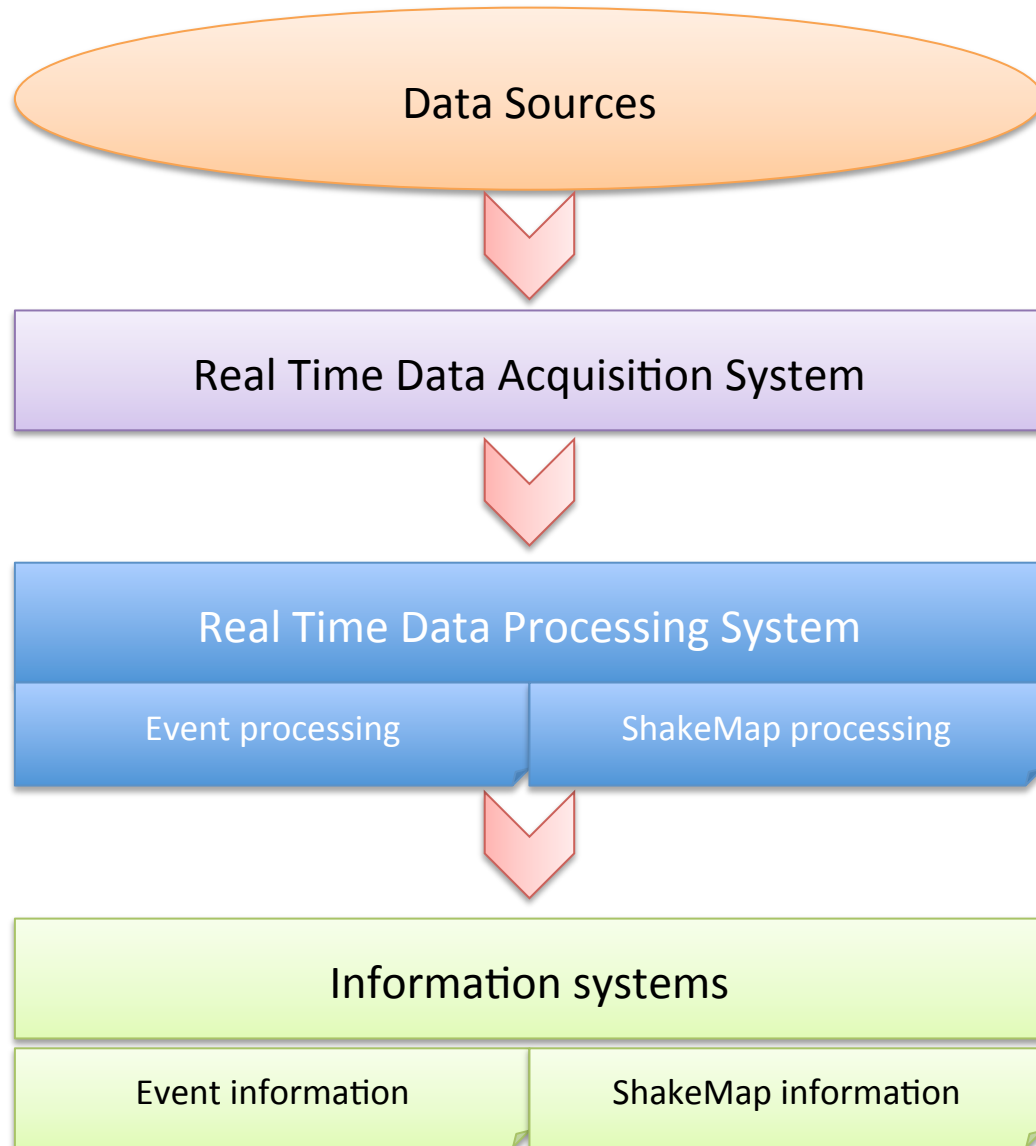 Data Sources
Real Time Data Acquisition System
Real Time Data Processing System
Event processing
ShakeMap processing
Information systems
Event information
ShakeMap information